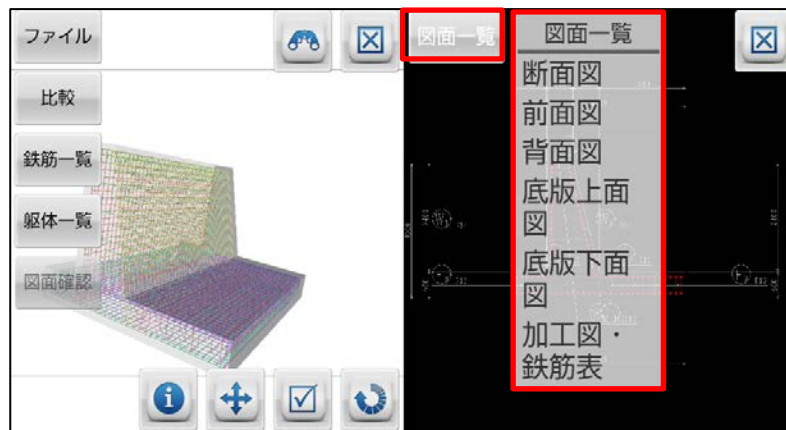 ファイル
比較
鉄筋一覧
躯体一覧
図面確認
図面一覧
図面一覧
断面図
前面図
背面図
底版上面
図
底版下面
図
加工図・
鉄筋表